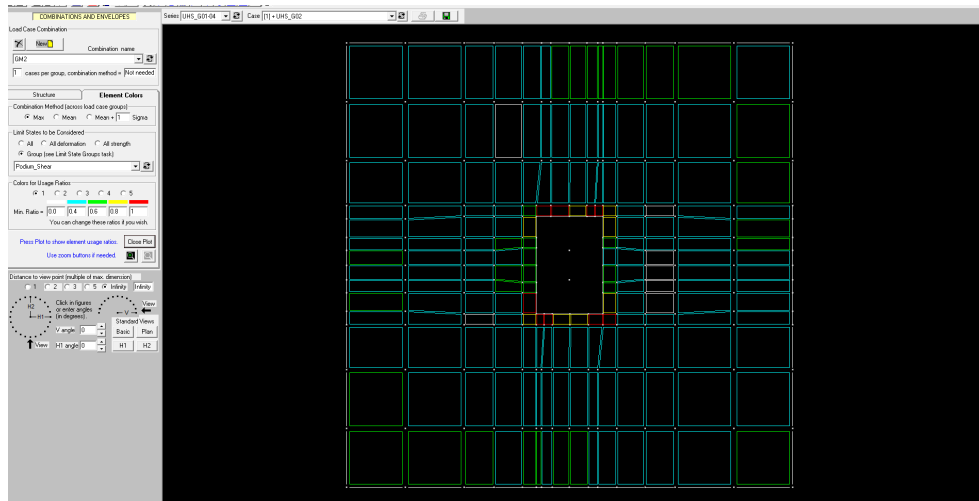 COMBINATIONS AND ENVELOPES
Series UHS_G01-04 Case [1] + UHS_G02
Load Case Combination
New
Combination name
GM2
1 cases per group, combination method = Not needed
Structure Element Colors
Combination Method (across load case groups)
Max Mean Mean + 1 Sigma
Limit States to be Considered
All All deformation All strength
Group (see Limit State Groups task)
Podium_Shear
Colors for Usage Ratios
1 2 3 4 5
Min. Ratio = 0.0 0.4 0.6 0.8 1
You can change these ratios if you wish.
Press Plot to show element usage ratios. Close Plot
Use zoom buttons if needed.
Distance to view point (multiple of max. dimension)
1 2 3 5 Infinity Infinity
H2
H1
Click in figures
or enter angles
(in degrees).
V
View
V angle 0
Standard Views
Basic Plan
View H1 angle 0 H1 H2